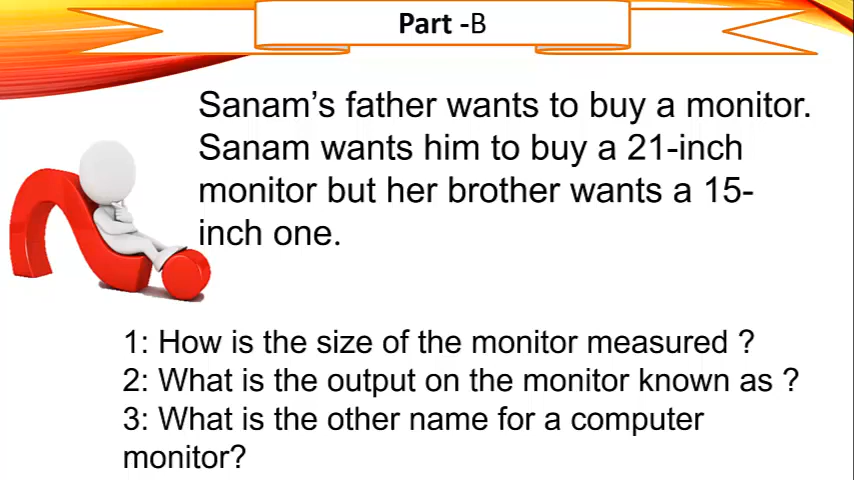 Part -B
Sanam’s father wants to buy a monitor.
Sanam wants him to buy a 21-inch
monitor but her brother wants a 15-
inch one.
1: How is the size of the monitor measured ?
2: What is the output on the monitor known as ?
3: What is the other name for a computer
monitor?